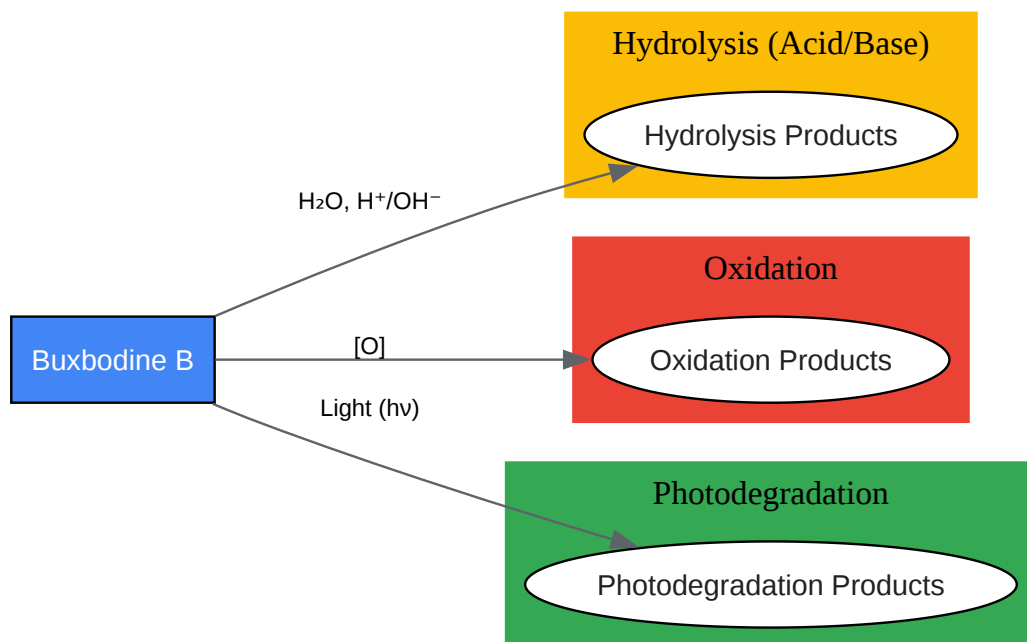 Hydrolysis (Acid/Base)
Hydrolysis Products
H₂O, H⁺/OH⁻
Oxidation
Buxbodine B
[O]
Oxidation Products
Light (hν)
Photodegradation
Photodegradation Products